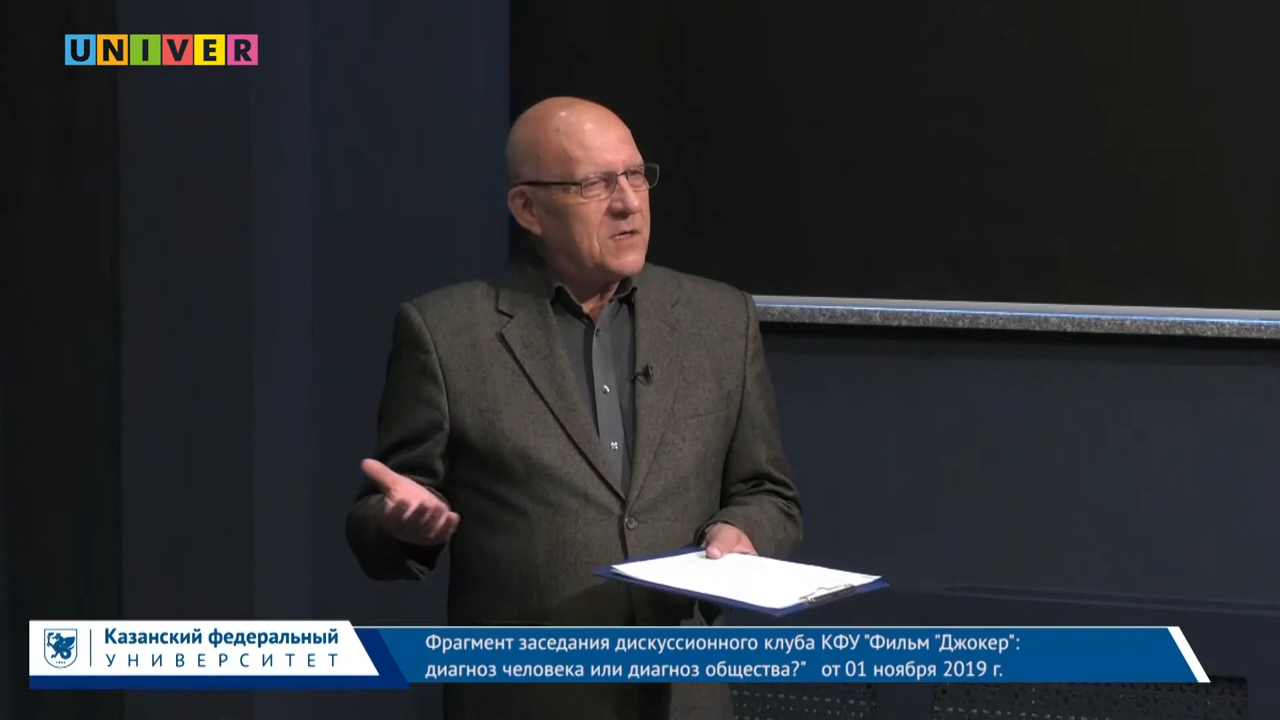 UNIVER
Казанский федеральный
УНИВЕРСИТЕТ
Фрагмент заседания дискуссионного клуба КФУ "Фильм "Джокер":
диагноз человека или диагноз общества?" от 01 ноября 2019 г.